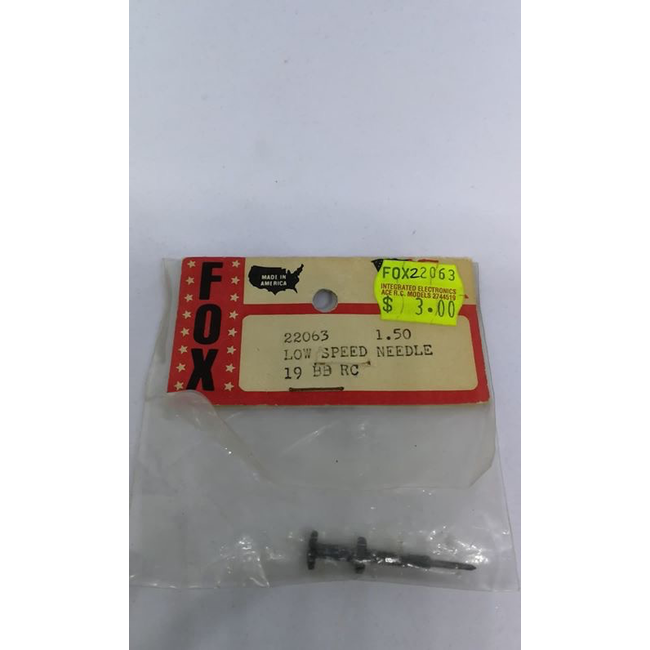 FOX
MADE IN
AMERICA
FOX22063
INTEGRATED ELECTRONICS
ACE R.C. MODELS 2744519
$ 3.00
22063 1.50
LOW SPEED NEEDLE
19 BB RC